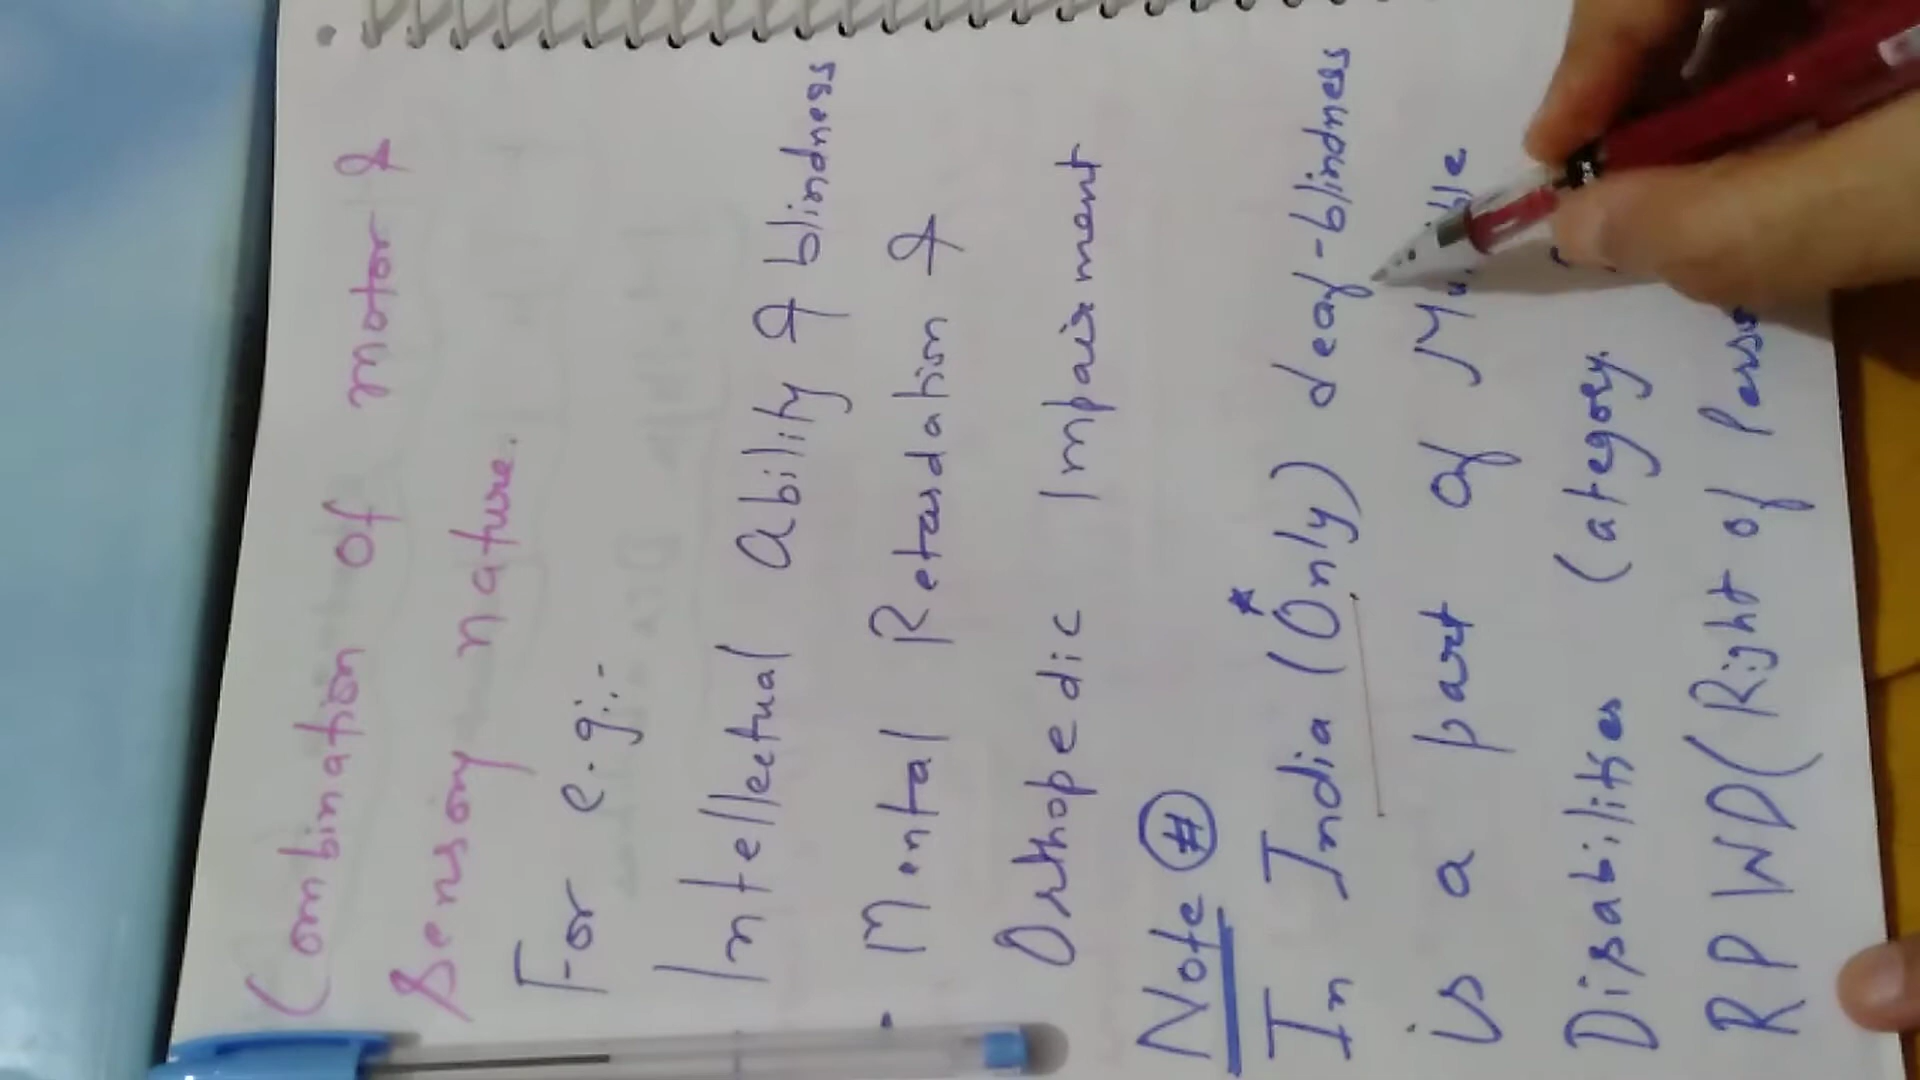 Combination of motor &
Sensory nature.
For e.g:-
Intellectual Ability & blindness
• Mental Retardation &
Orthopedic Impairment
Note #
In India (Only) deaf-blindness
is a part of
Disabilities Category
RPWD (Right of